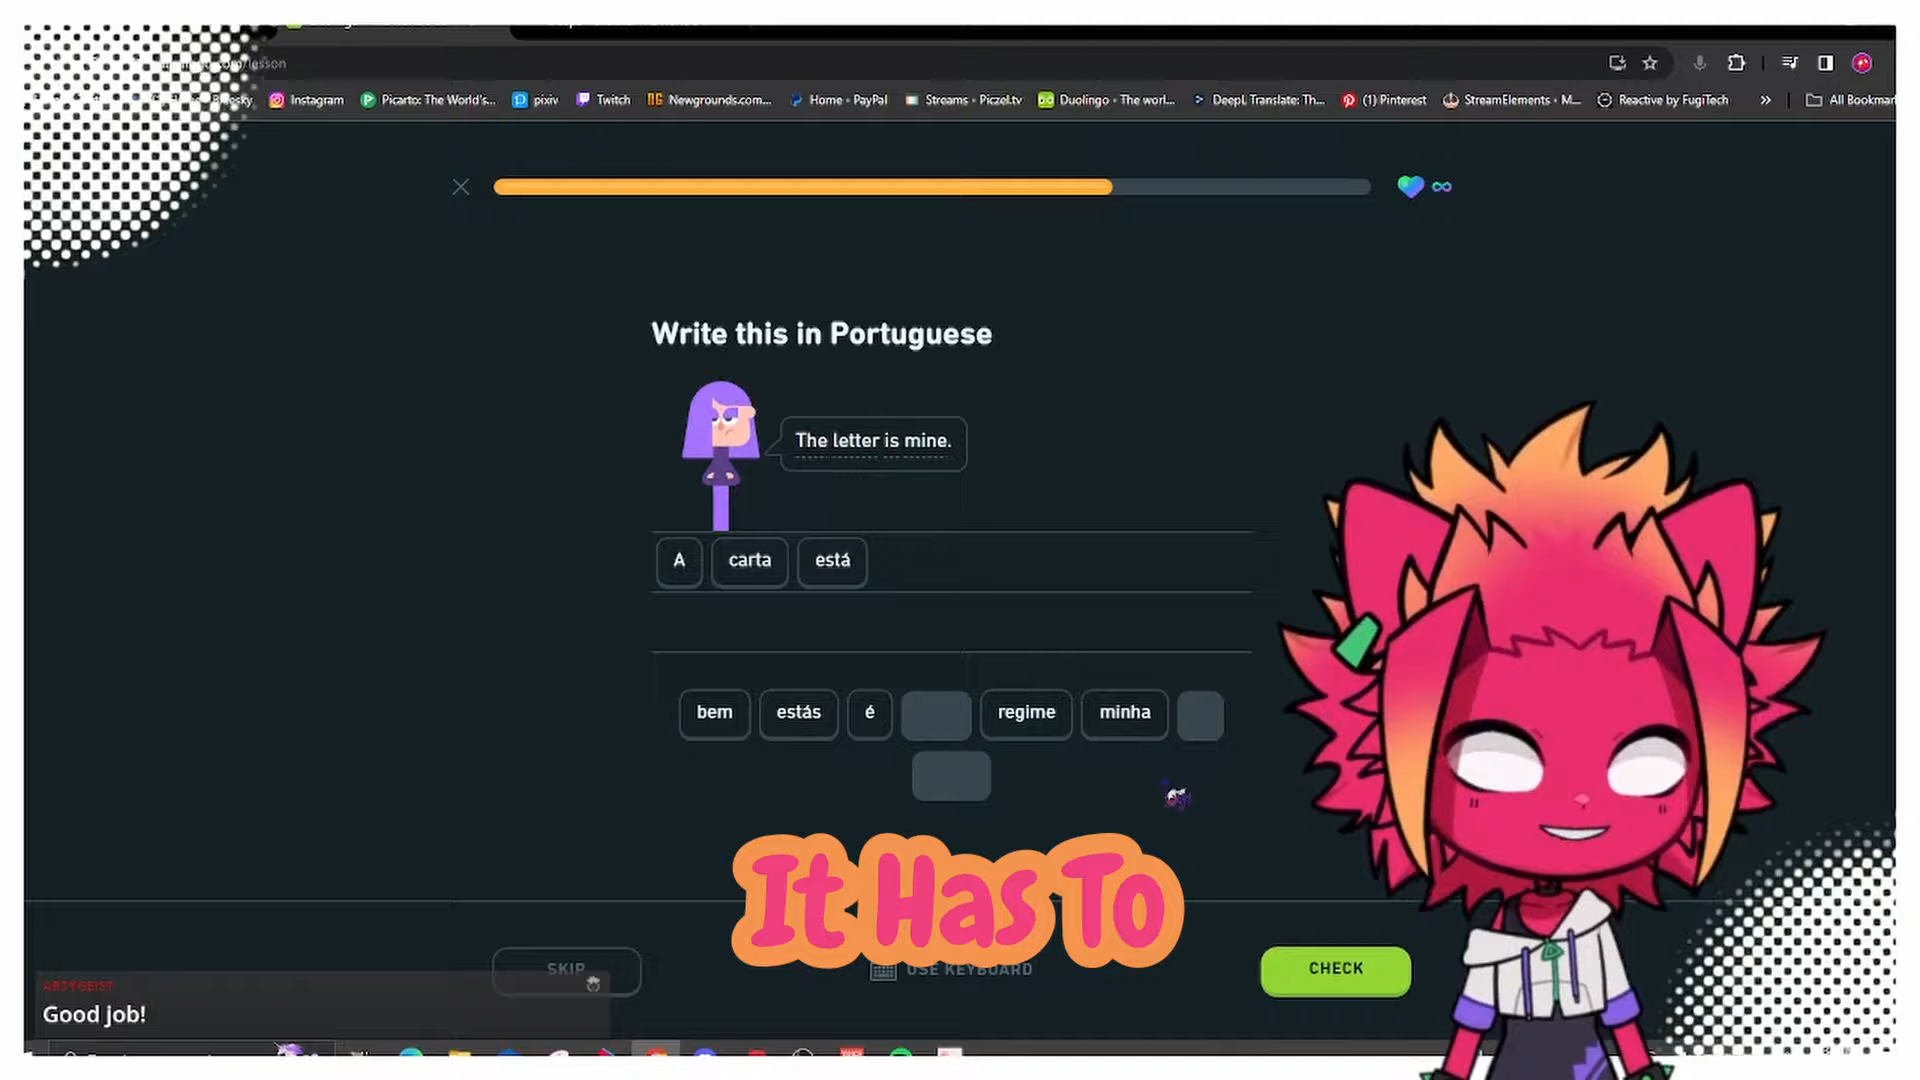 /lesson
Instagram
Picarto: The World's...
pixiv
Twitch
Newgrounds.com...
Home • PayPal
Streams • Piczel.tv
Duolingo • The worl...
DeepL Translate: Th...
(1) Pinterest
StreamElements • M...
Reactive by FugiTech
»
All Bookmar
Write this in Portuguese
The letter is mine.
A carta está
bem estás é regime minha
It Has To
SKIP
USE KEYBOARD
CHECK
ARTYGEIST
Good job!